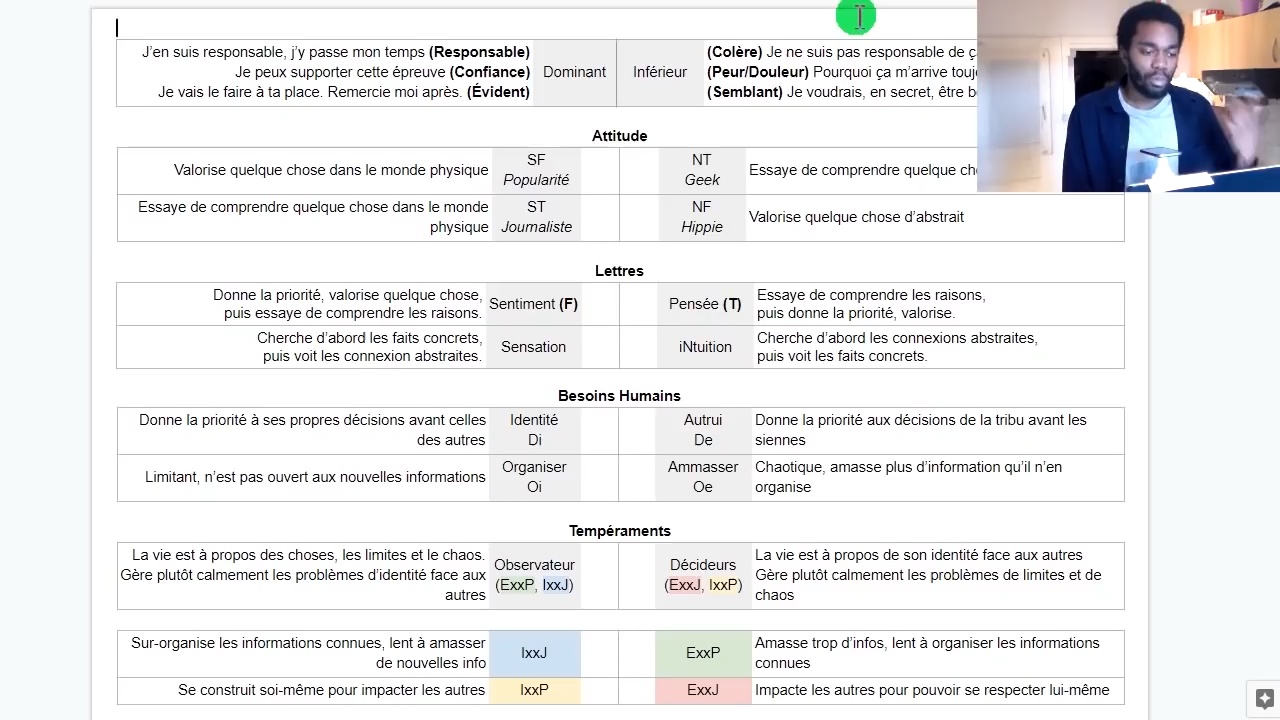 J'en suis responsable, j'y passe mon temps (Responsable)
Je peux supporter cette épreuve (Confiance)
Je vais le faire à ta place. Remercie moi après. (Évident)
Dominant
Inférieur
(Colère) Je ne suis pas responsable de
(Peur/Douleur) Pourquoi ça m'arrive
(Semblant) Je voudrais, en secret, être
Attitude
Valorise quelque chose dans le monde physique
SF
Popularité
NT
Geek
Essaye de comprendre quelque
Essaye de comprendre quelque chose dans le monde
physique
ST
Journaliste
NF
Hippie
Valorise quelque chose d'abstrait
Lettres
Donne la priorité, valorise quelque chose,
puis essaye de comprendre les raisons.
Sentiment (F)
Pensée (T)
Essaye de comprendre les raisons,
puis donne la priorité, valorise.
Cherche d'abord les faits concrets,
puis voit les connexion abstraites.
Sensation
iNtuition
Cherche d'abord les connexions abstraites,
puis voit les faits concrets.
Besoins Humains
Donne la priorité à ses propres décisions avant celles
des autres
Identité
Di
Autrui
De
Donne la priorité aux décisions de la tribu avant les
siennes
Limitant, n'est pas ouvert aux nouvelles informations
Organiser
Oi
Ammasser
Oe
Chaotique, amasse plus d'information qu'il n'en
organise
Tempéraments
La vie est à propos des choses, les limites et le chaos.
Gère plutôt calmement les problèmes d'identité face aux
autres
Observateur
(ExxP, IxxJ)
Décideurs
(ExxJ, IxxP)
La vie est à propos de son identité face aux autres
Gère plutôt calmement les problèmes de limites et de
chaos
Sur-organise les informations connues, lent à amasser
de nouvelles info
IxxJ
ExxP
Amasse trop d'infos, lent à organiser les informations
connues
Se construit soi-même pour impacter les autres
IxxP
ExxJ
Impacte les autres pour pouvoir se respecter lui-même